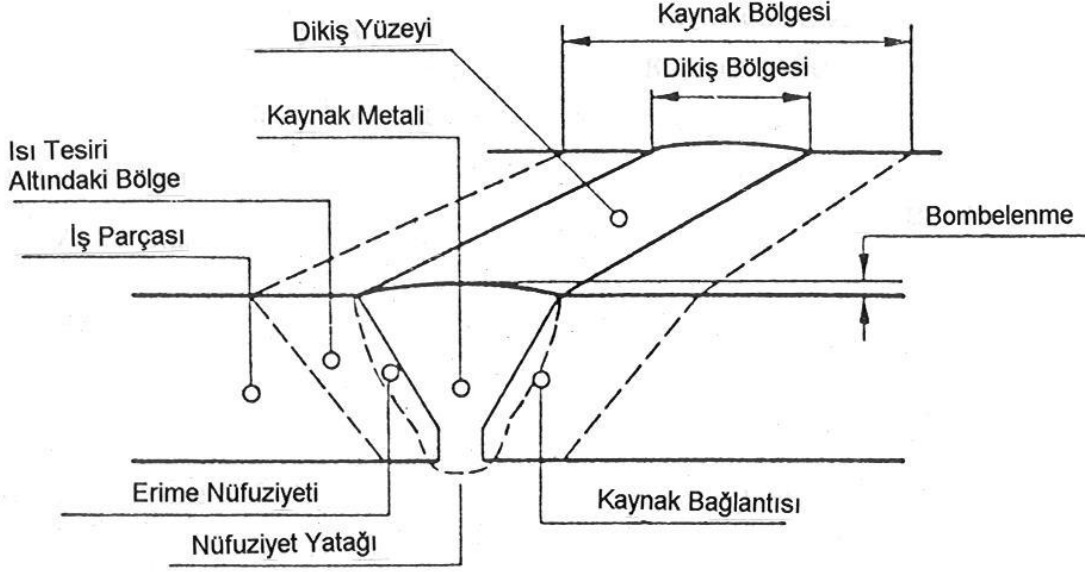 Kaynak Bölgesi
Dikiş Yüzeyi
Dikiş Bölgesi
Kaynak Metali
Isı Tesiri
Altındaki Bölge
Bombelenme
İş Parçası
Erime Nüfuziyeti
Kaynak Bağlantısı
Nüfuziyet Yatağı